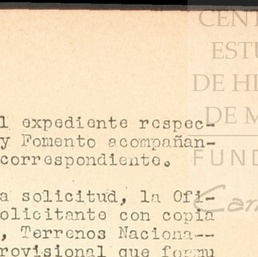 CENT
ESTU
DE HI
DE M
FUND
Car
l expediente respec-
y Fomento acompañan-
correspondiente.
a solicitud, la Ofi-
olicitante con copia
, Terrenos Naciona--
rovisional que formu